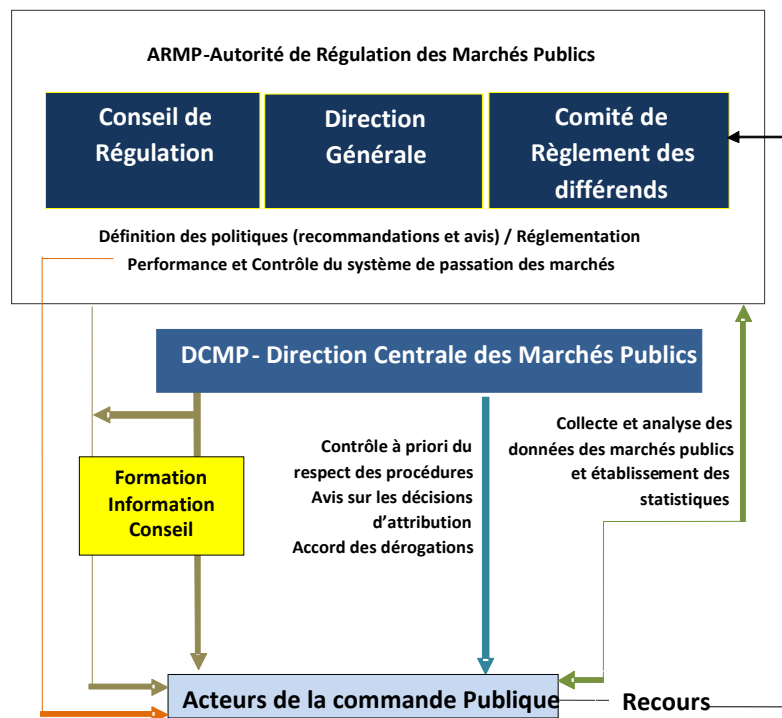 ARMP-Autorité de Régulation des Marchés Publics
Conseil de
Régulation
Direction
Générale
Comité de
Règlement des
différends
Définition des politiques (recommandations et avis) / Réglementation
Performance et Contrôle du système de passation des marchés
DCMP - Direction Centrale des Marchés Publics
Formation
Information
Conseil
Contrôle à priori du
respect des procédures
Avis sur les décisions
d'attribution
Accord des dérogations
Collecte et analyse des
données des marchés publics
et établissement des
statistiques
Acteurs de la commande Publique
Recours